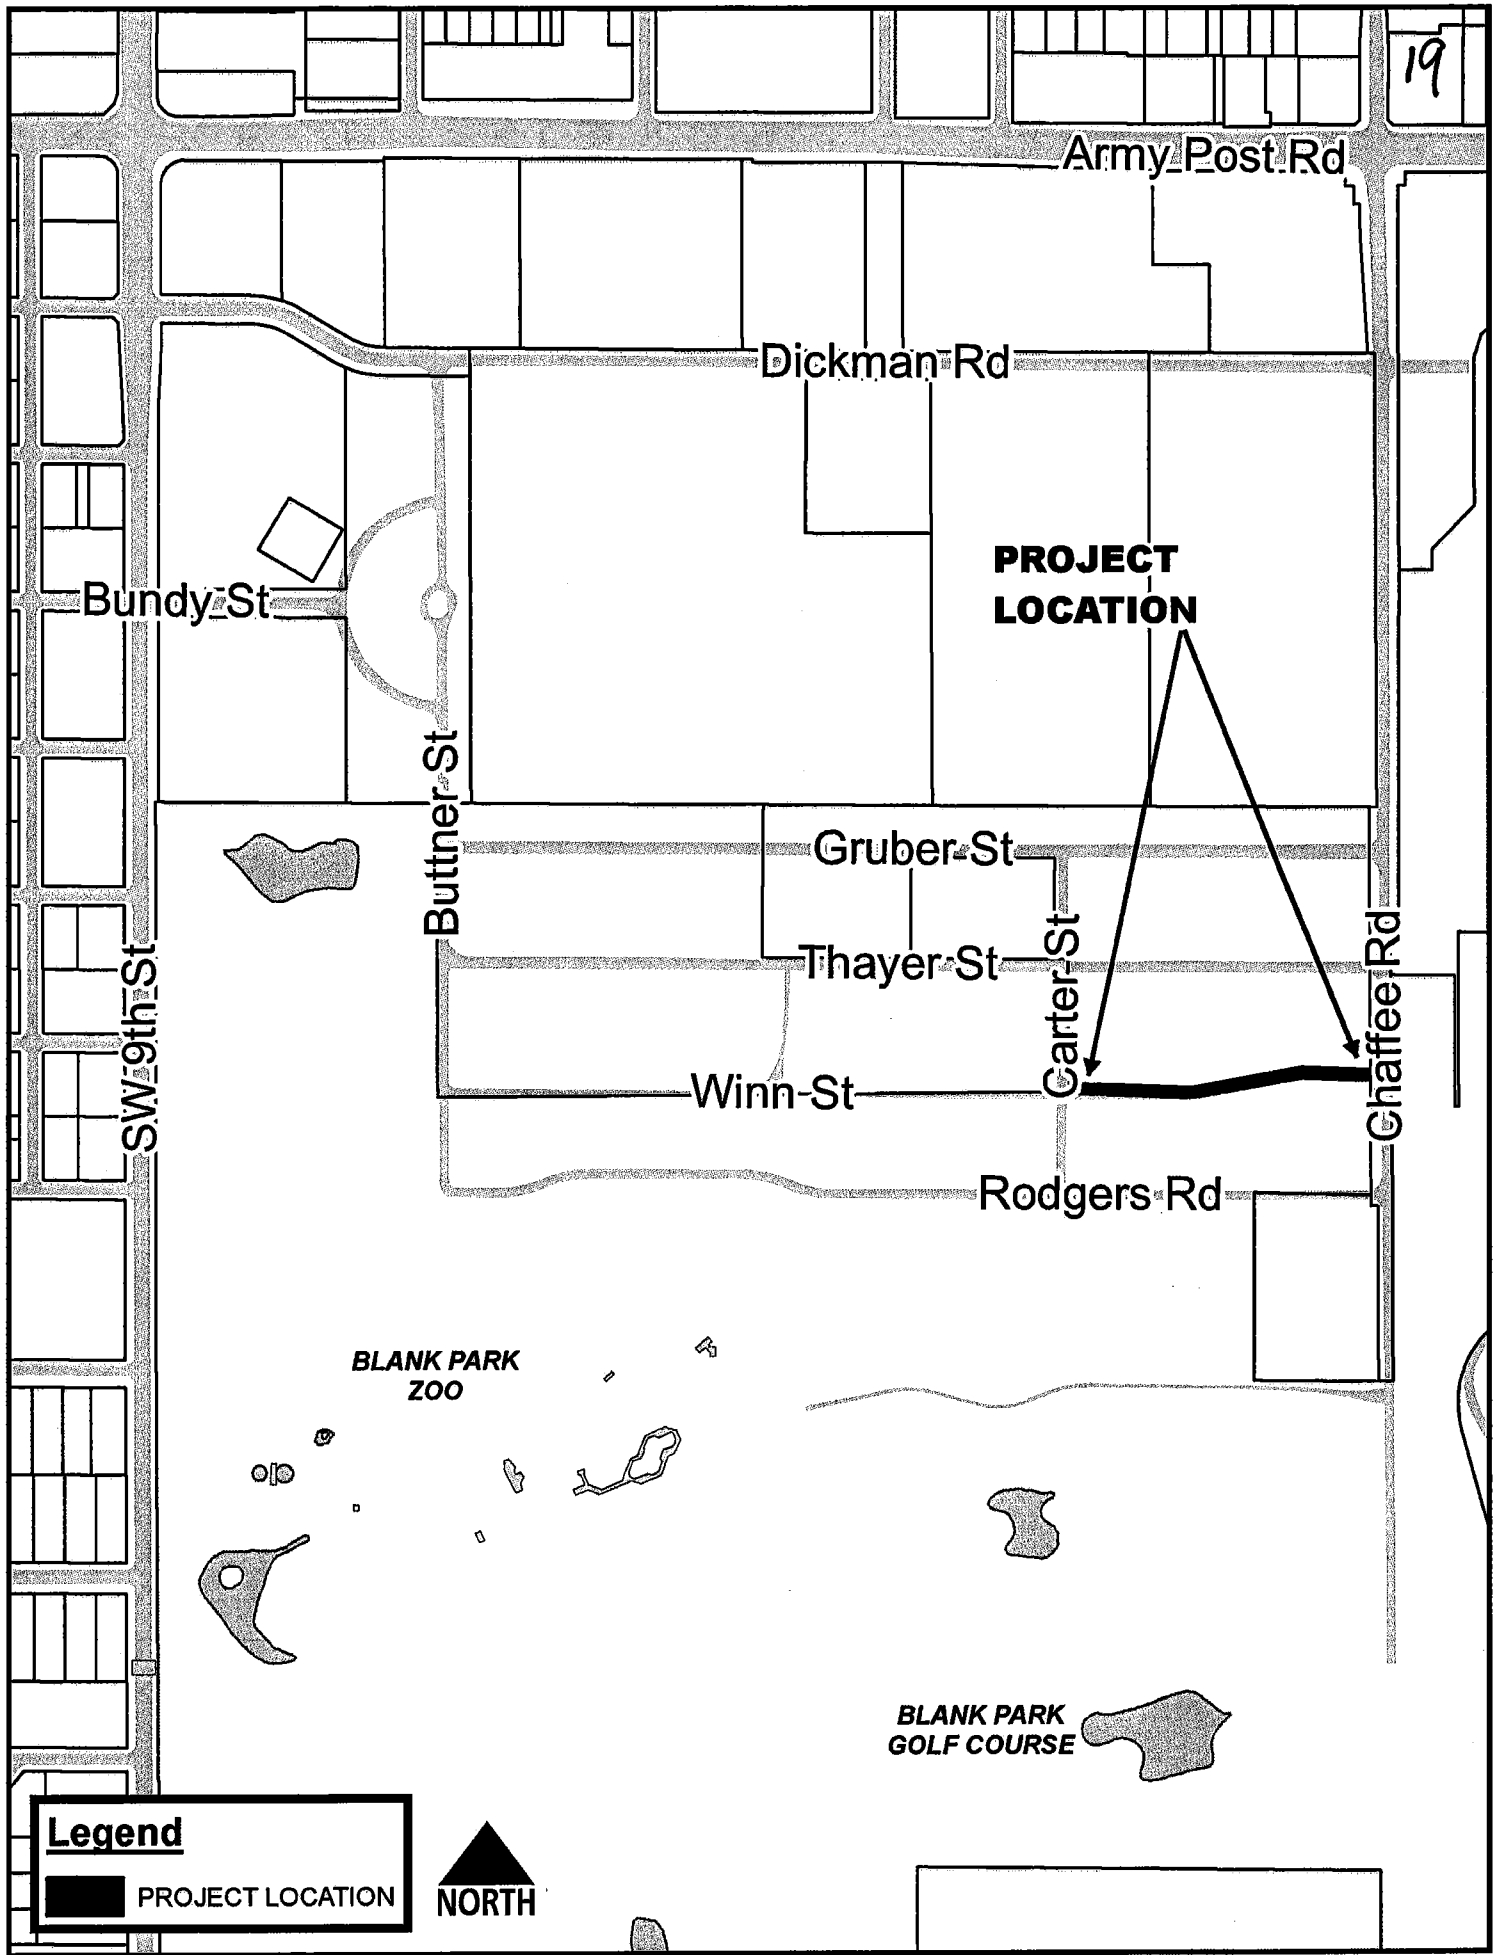 19
Army Post Rd
Dickman Rd
PROJECT
LOCATION
Bundy St
Buttner St
Gruber St
Carter St
Thayer St
Chaffee Rd
SW 9th St
Winn St
Rodgers Rd
BLANK PARK
ZOO
BLANK PARK
GOLF COURSE
Legend
PROJECT LOCATION
NORTH